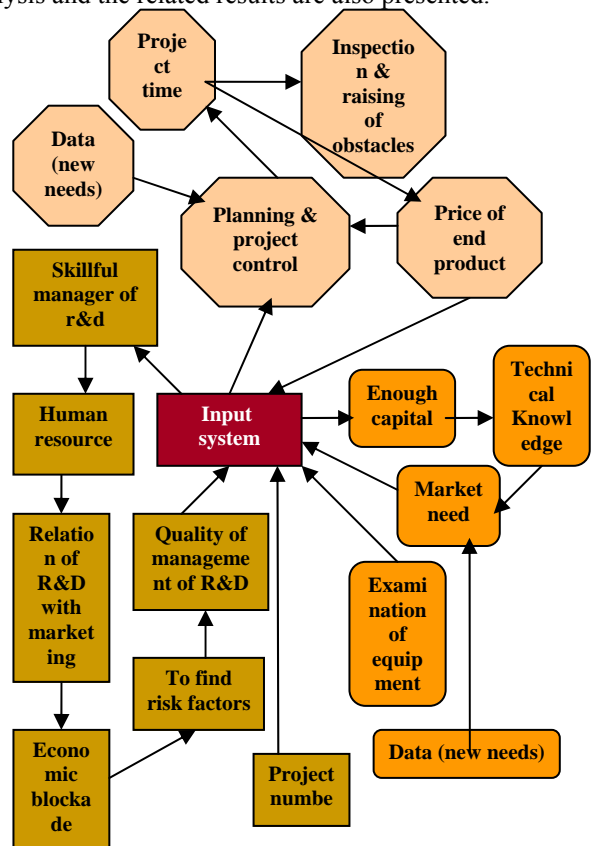 lysis and the related results are also presented.
Proje
ct
time
Inspectio
n &
raising
of
obstacles
Data
(new
needs)
Planning &
project
control
Price of
end
product
Skillful
manager of
r&d
Human
resource
Input
system
Enough
capital
Techni
cal
Knowl
edge
Market
need
Relatio
n of
R&D
with
market
ing
Quality of
manageme
nt of R&D
Exami
nation
of
equip
ment
To find
risk factors
Econo
mic
blocka
de
Project
numbe
Data (new needs)